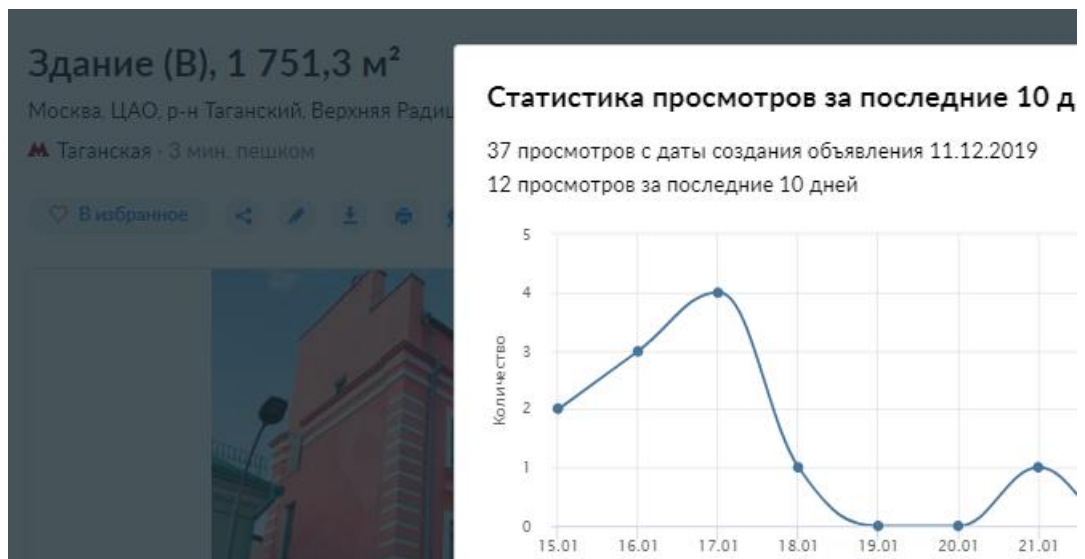 Здание (B), 1 751,3 м²
Москва, ЦАО, р-н Таганский, Верхняя
Таганская · 3 мин. пешком
В избранное
Статистика просмотров за последние 10
37 просмотров с даты создания объявления 11.12.2019
12 просмотров за последние 10 дней
Количество
5
4
3
2
1
0
15.01 16.01 17.01 18.01 19.01 20.01 21.01